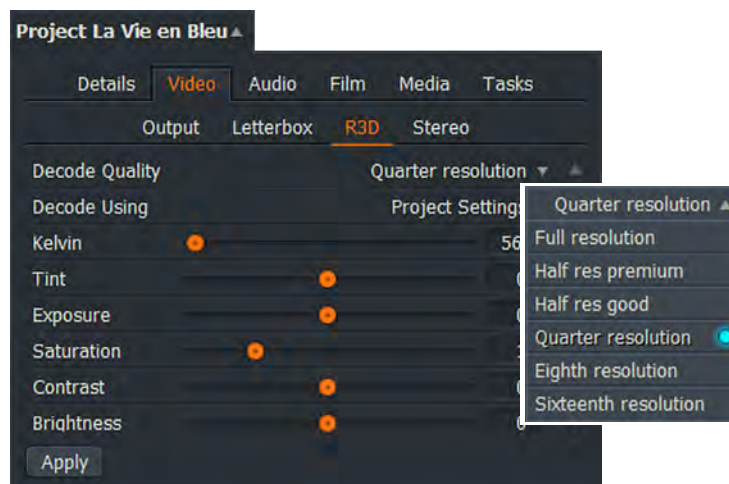 Project La Vie en Bleu
Details Video Audio Film Media Tasks
Output Letterbox R3D Stereo
Decode Quality Quarter resolution
Decode Using Project Settings
Kelvin 56
Tint
Exposure
Saturation
Contrast
Brightness
Apply
Quarter resolution
Full resolution
Half res premium
Half res good
Quarter resolution
Eighth resolution
Sixteenth resolution